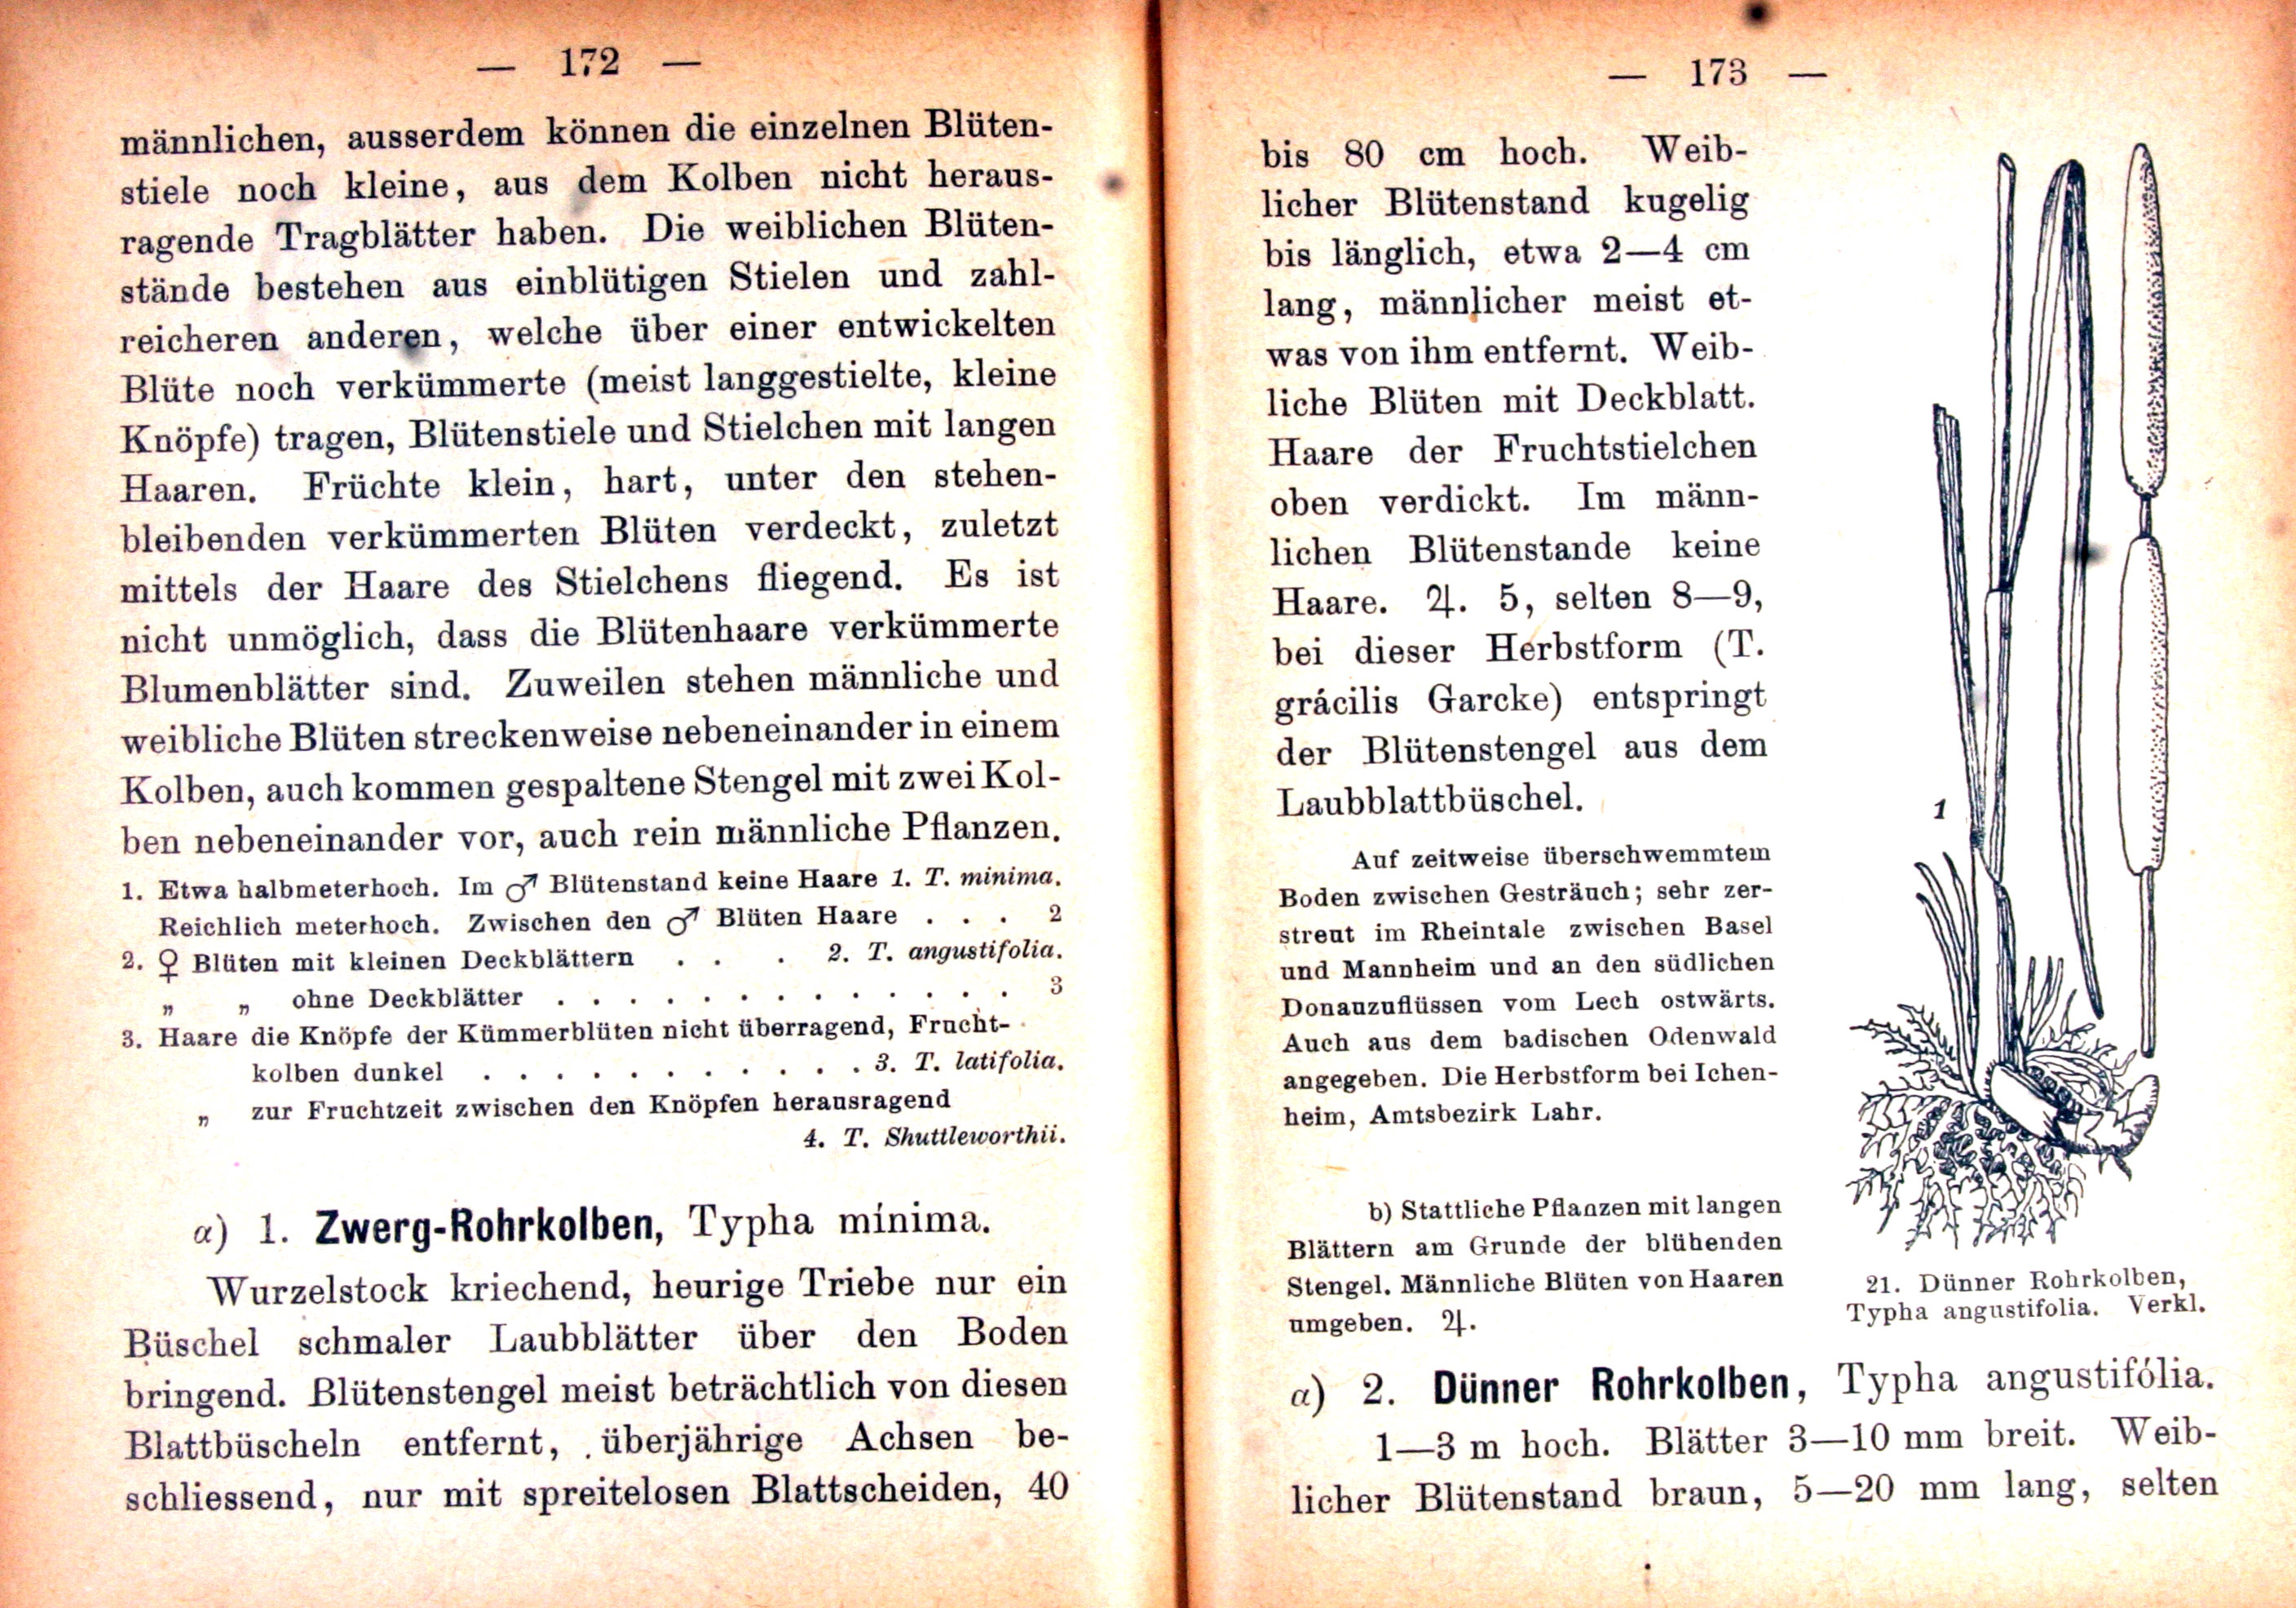 — 172 —
männlichen, ausserdem können die einzelnen Blüten-
stiele noch kleine, aus dem Kolben nicht heraus-
ragende Tragblätter haben. Die weiblichen Blüten-
stände bestehen aus einblütigen Stielen und zahl-
reicheren anderen, welche über einer entwickelten
Blüte noch verkümmerte (meist langgestielte, kleine
Knöpfe) tragen, Blütenstiele und Stielchen mit langen
Haaren. Früchte klein, hart, unter den stehen-
bleibenden verkümmerten Blüten verdeckt, zuletzt
mittels der Haare des Stielchens fliegend. Es ist
nicht unmöglich, dass die Blütenhaare verkümmerte
Blumenblätter sind. Zuweilen stehen männliche und
weibliche Blüten streckenweise nebeneinander in einem
Kolben, auch kommen gespaltene Stengel mit zwei Kol-
ben nebeneinander vor, auch rein männliche Pflanzen.
1. Etwa halbmeterhoch. Im ♂ Blütenstand keine Haare 1. T. minima.
Reichlich meterhoch. Zwischen den ♂ Blüten Haare . . . 2
2. ♀ Blüten mit kleinen Deckblättern . . . 2. T. angustifolia.
„ „ ohne Deckblätter . . . . . . . . . . . . . 3
3. Haare die Knöpfe der Kümmerblüten nicht überragend, Frucht-
kolben dunkel . . . . . . . . . . . 3. T. latifolia.
„ zur Fruchtzeit zwischen den Knöpfen herausragend
4. T. Shuttleworthii.
α) 1. Zwerg-Rohrkolben, Typha mínima.
Wurzelstock kriechend, heurige Triebe nur ein
Büschel schmaler Laubblätter über den Boden
bringend. Blütenstengel meist beträchtlich von diesen
Blattbüscheln entfernt, überjährige Achsen be-
schliessend, nur mit spreitelosen Blattscheiden, 40
— 173 —
bis 80 cm hoch. Weib-
licher Blütenstand kugelig
bis länglich, etwa 2—4 cm
lang, männlicher meist et-
was von ihm entfernt. Weib-
liche Blüten mit Deckblatt.
Haare der Fruchtstielchen
oben verdickt. Im männ-
lichen Blütenstande keine
Haare. ♃. 5, selten 8—9,
bei dieser Herbstform (T.
grácilis Garcke) entspringt
der Blütenstengel aus dem
Laubblattbüschel.
Auf zeitweise überschwemmtem
Boden zwischen Gesträuch; sehr zer-
streut im Rheintale zwischen Basel
und Mannheim und an den südlichen
Donauzuflüssen vom Lech ostwärts.
Auch aus dem badischen Odenwald
angegeben. Die Herbstform bei Ichen-
heim, Amtsbezirk Lahr.
b) Stattliche Pflanzen mit langen
Blättern am Grunde der blühenden
Stengel. Männliche Blüten von Haaren
umgeben. ♃.
1
21. Dünner Rohrkolben,
Typha angustifolia. Verkl.
α) 2. Dünner Rohrkolben, Typha angustifólia.
1—3 m hoch. Blätter 3—10 mm breit. Weib-
licher Blütenstand braun, 5—20 mm lang, selten